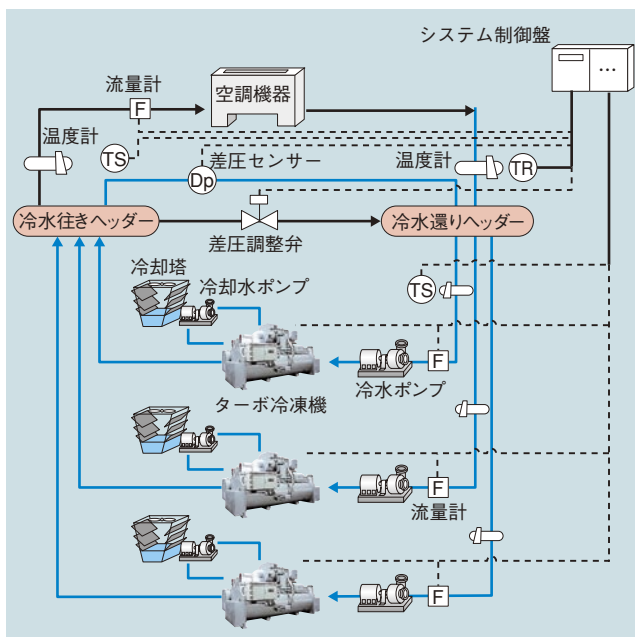 システム制御盤
…
流量計
F
空調機器
温度計
TS
差圧センサー
Dp
温度計
TR
冷水往きヘッダー
差圧調整弁
冷水還りヘッダー
冷却塔
冷却水ポンプ
TS
F
ターボ冷凍機
冷水ポンプ
F
流量計
F